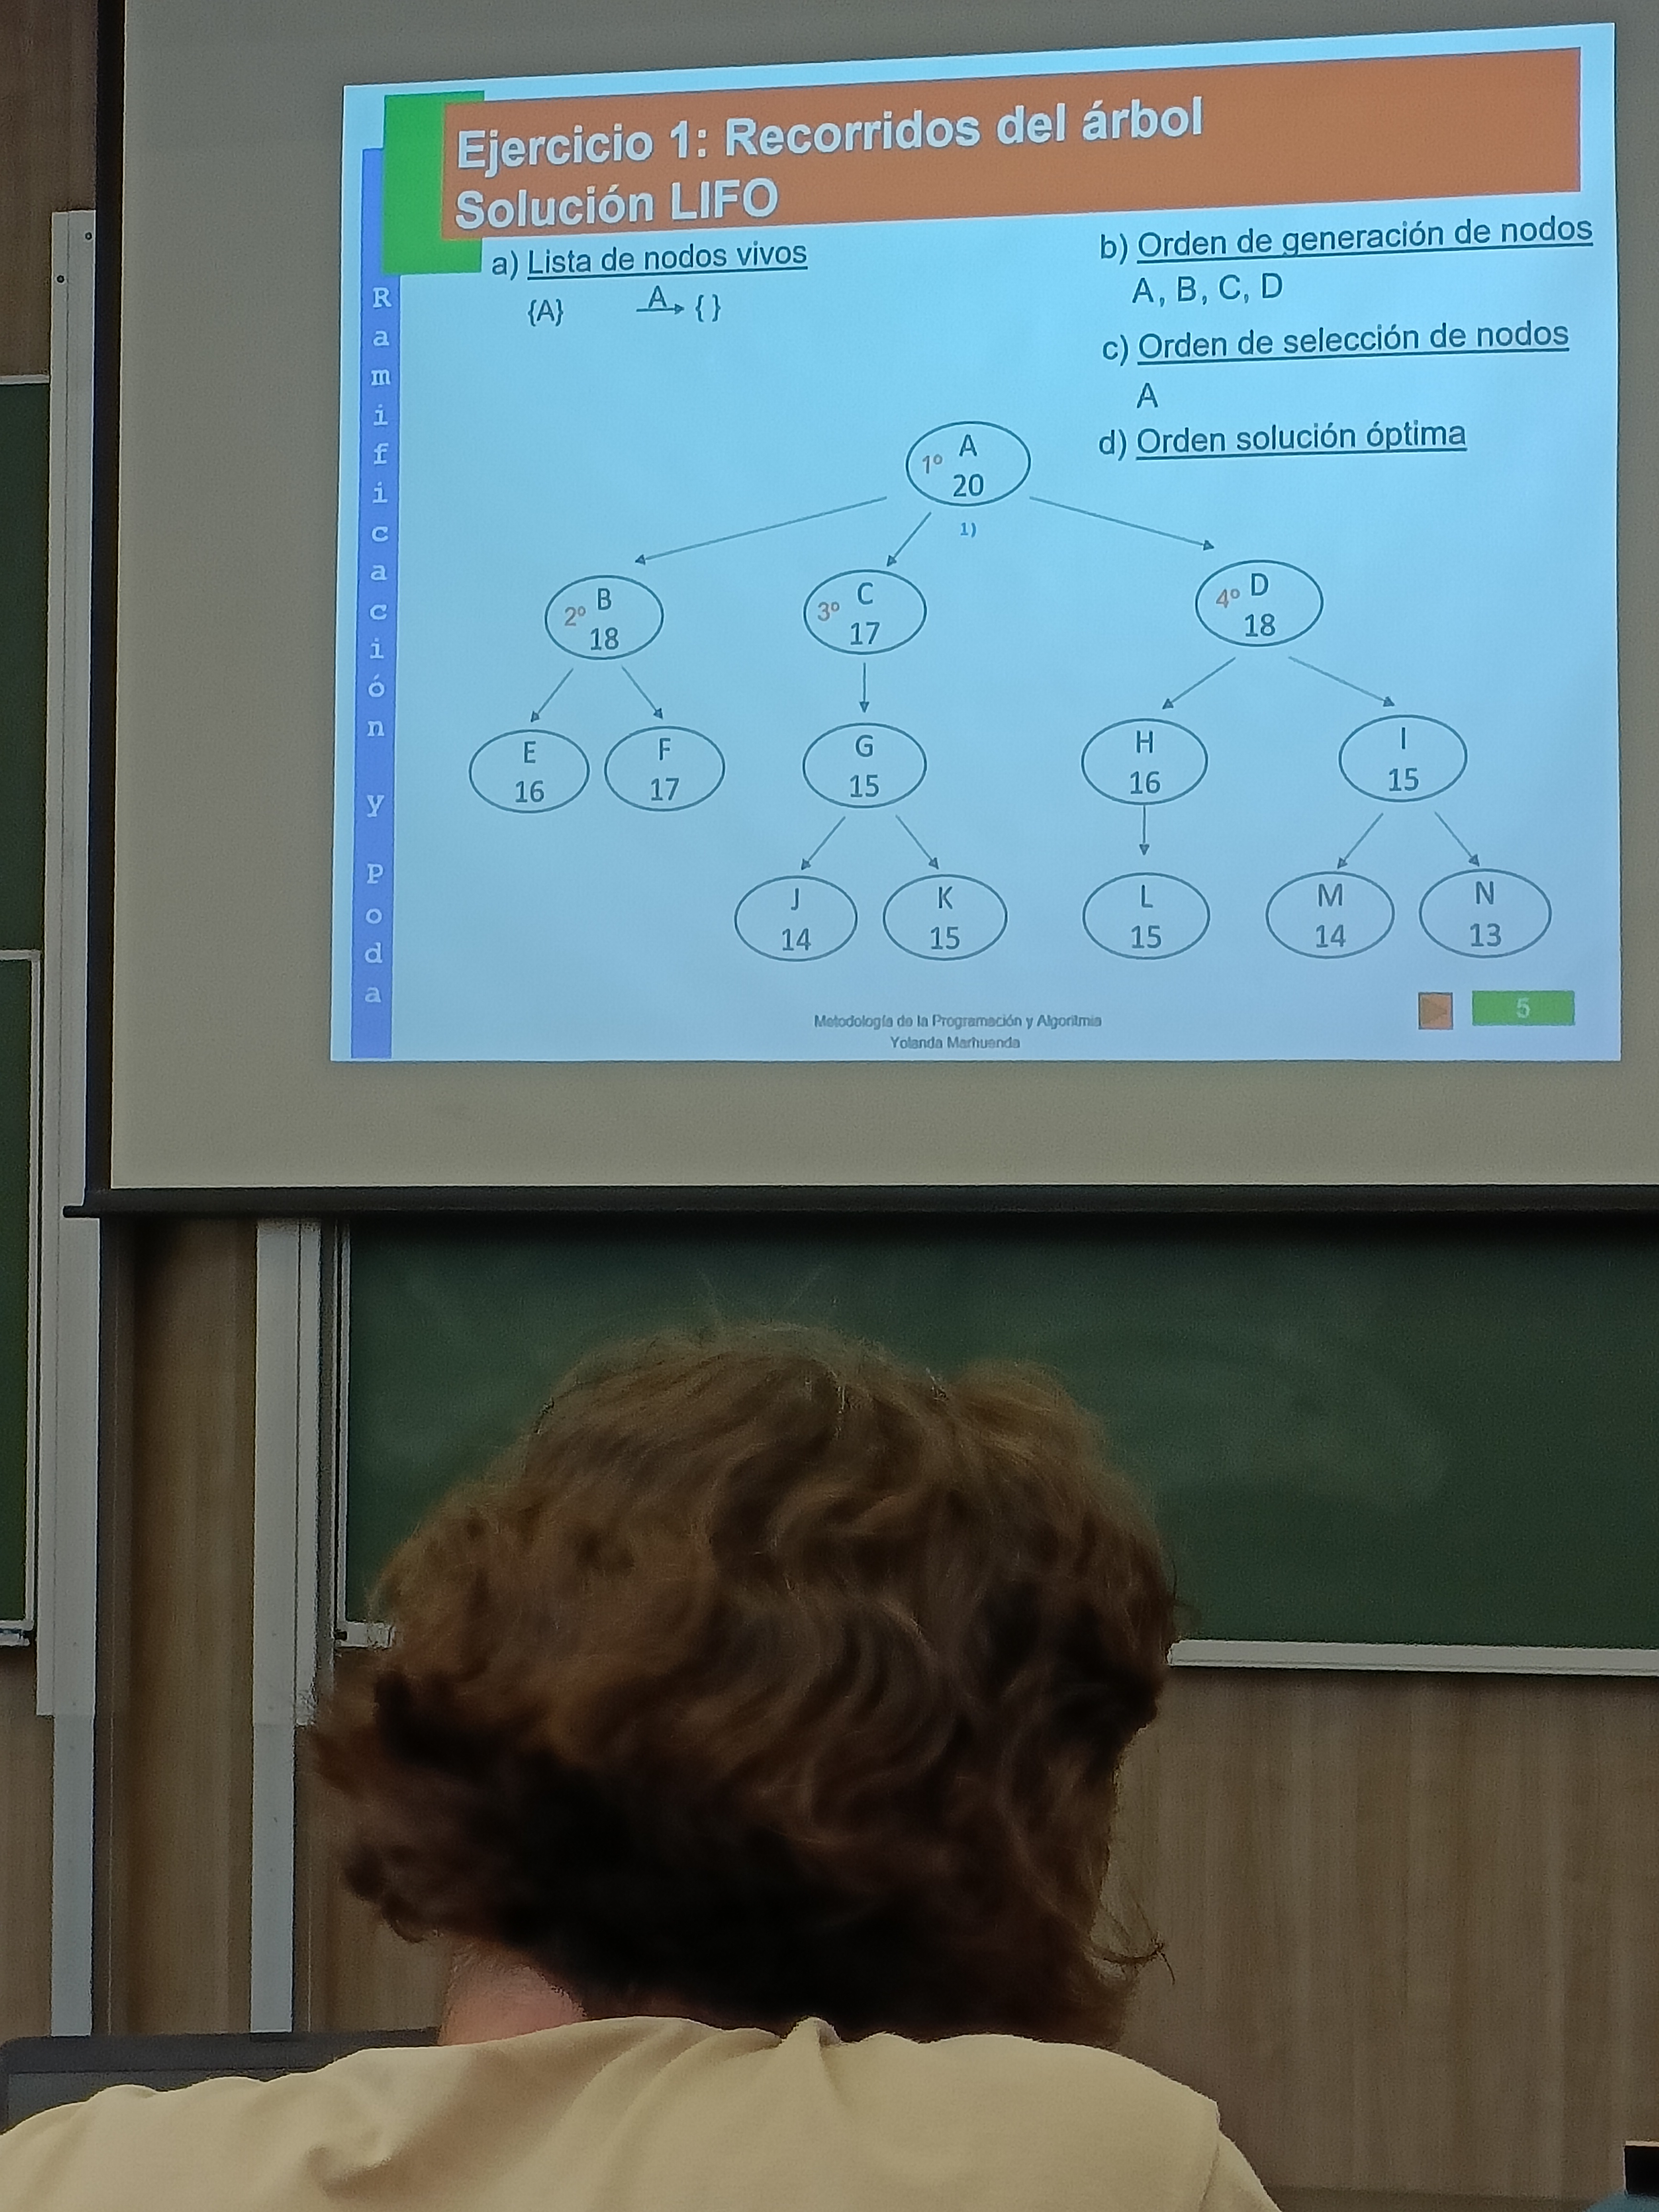 Ejercicio 1: Recorridos del árbol
Solución LIFO
a) Lista de nodos vivos
{A} A→ { }
b) Orden de generación de nodos
A, B, C, D
c) Orden de selección de nodos
A
d) Orden solución óptima
1º A
20
1)
2º B
18
3º C
17
4º D
18
E
16
F
17
G
15
H
16
I
15
J
14
K
15
L
15
M
14
N
13
Ramificación y poda
Metodología de la Programación y Algoritmia
Yolanda Marhuenda
5